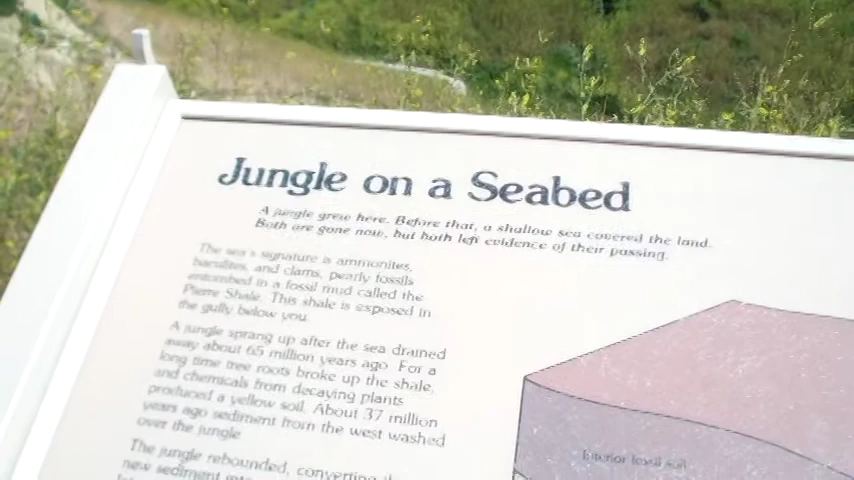 Jungle on a Seabed
A jungle grew here. Before that, a shallow sea covered the land.
Both are gone now, but both left evidence of their passing.
The sea's signature is ammonites,
baculites, and clams, pearly fossils
entombed in a fossil mud called the
Pierre Shale. This shale is exposed in
the gully below you.
A jungle sprang up after the sea drained
away about 65 million years ago. For a
long time tree roots broke up the shale,
and chemicals from decaying plants
produced a yellow soil. About 37 million
years ago sediment from the west washed
over the jungle.
The jungle rebounded, converting
new sediment into
Interior fossil soil